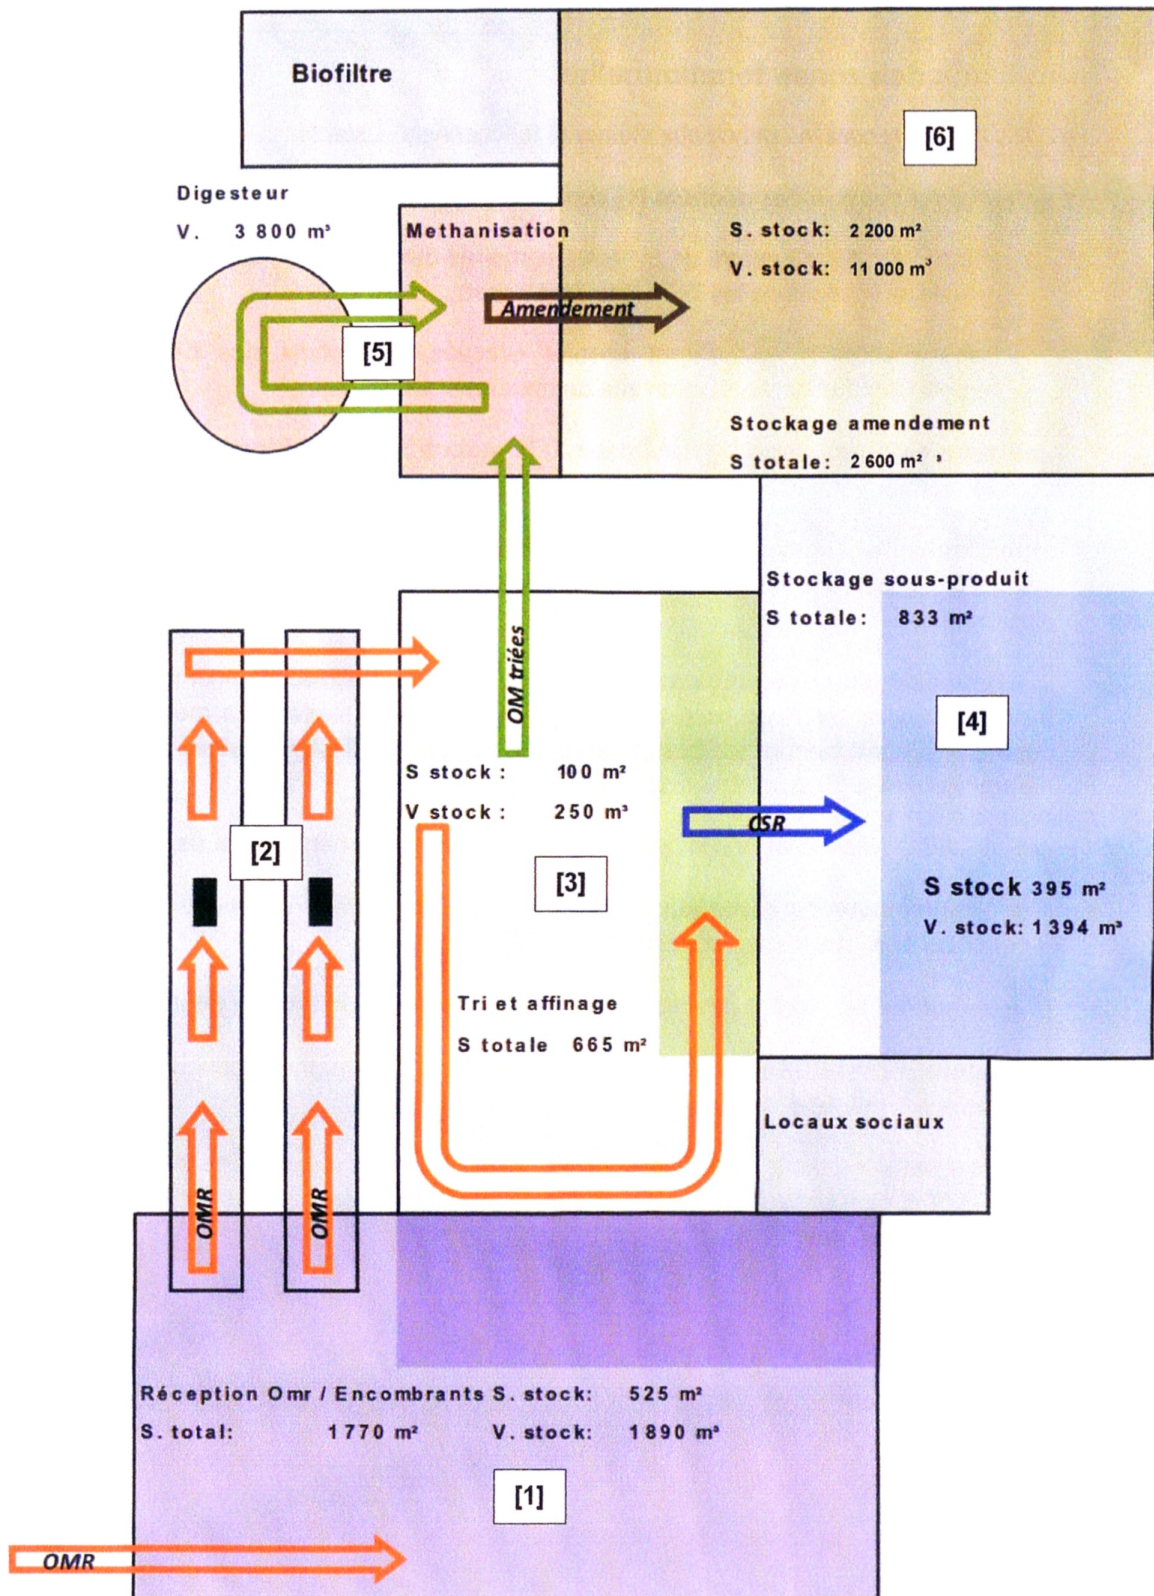 Biofiltre
[6]
Digesteur
V. 3 800 m³
Methanisation
S. stock: 2 200 m²
V. stock: 11 000 m³
Amendement
[5]
Stockage amendement
S totale: 2 600 m² ³
Stockage sous-produit
S totale: 833 m²
OM triées
[4]
S stock : 100 m²
V stock : 250 m³
CSR
[2]
[3]
S stock 395 m²
V. stock: 1 394 m³
Tri et affinage
S totale 665 m²
Locaux sociaux
OMR
OMR
Réception Omr / Encombrants S. stock: 525 m²
S. total: 1 770 m² V. stock: 1 890 m³
[1]
OMR